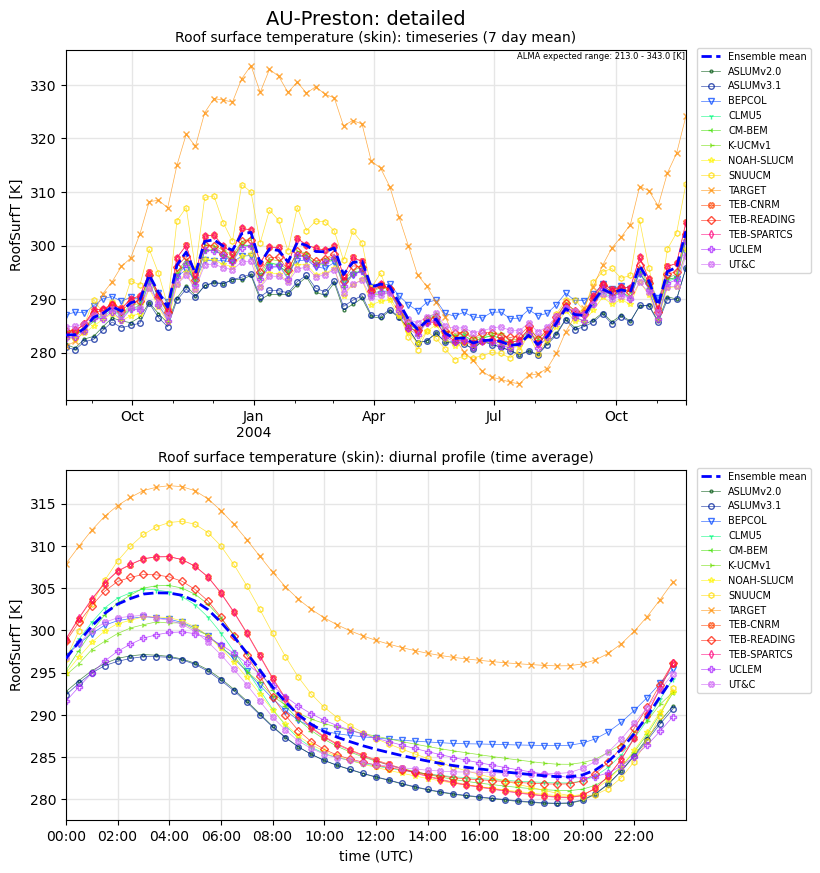 AU-Preston: detailed
Roof surface temperature (skin): timeseries (7 day mean)
ALMA expected range: 213.0 - 343.0 [K]
RoofSurfT [K]
330
320
310
300
290
280
Oct
Jan
2004
Apr
Jul
Oct
Ensemble mean
ASLUMv2.0
ASLUMv3.1
BEPCOL
CLMU5
CM-BEM
K-UCMv1
NOAH-SLUCM
SNUUCM
TARGET
TEB-CNRM
TEB-READING
TEB-SPARTCS
UCLEM
UT&C
Roof surface temperature (skin): diurnal profile (time average)
RoofSurfT [K]
315
310
305
300
295
290
285
280
00:00
02:00
04:00
06:00
08:00
10:00
12:00
14:00
16:00
18:00
20:00
22:00
time (UTC)
Ensemble mean
ASLUMv2.0
ASLUMv3.1
BEPCOL
CLMU5
CM-BEM
K-UCMv1
NOAH-SLUCM
SNUUCM
TARGET
TEB-CNRM
TEB-READING
TEB-SPARTCS
UCLEM
UT&C